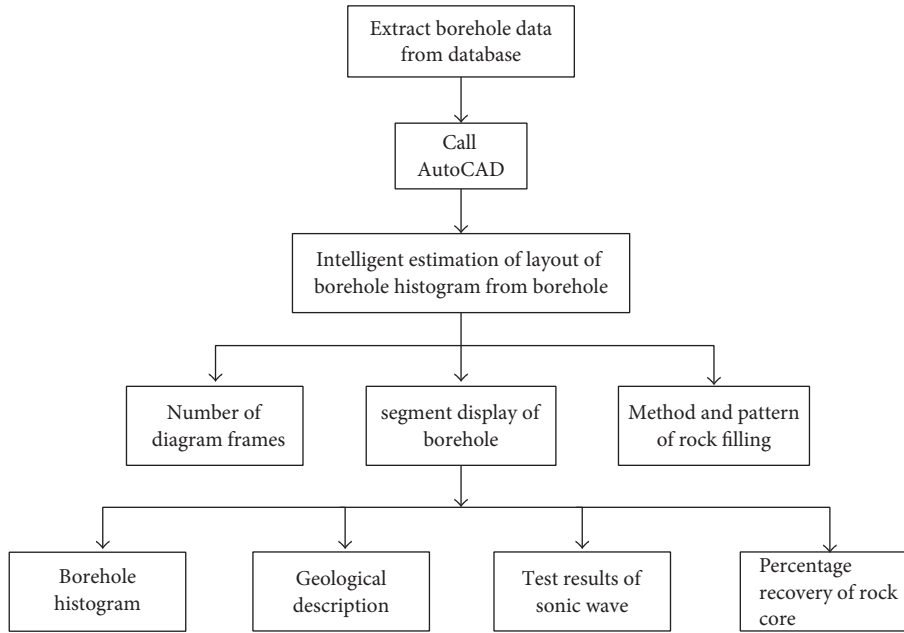 Extract borehole data
from database
Call
AutoCAD
Intelligent estimation of layout of
borehole histogram from borehole
Number of
diagram frames
segment display of
borehole
Method and pattern
of rock filling
Borehole
histogram
Geological
description
Test results of
sonic wave
Percentage
recovery of rock
core